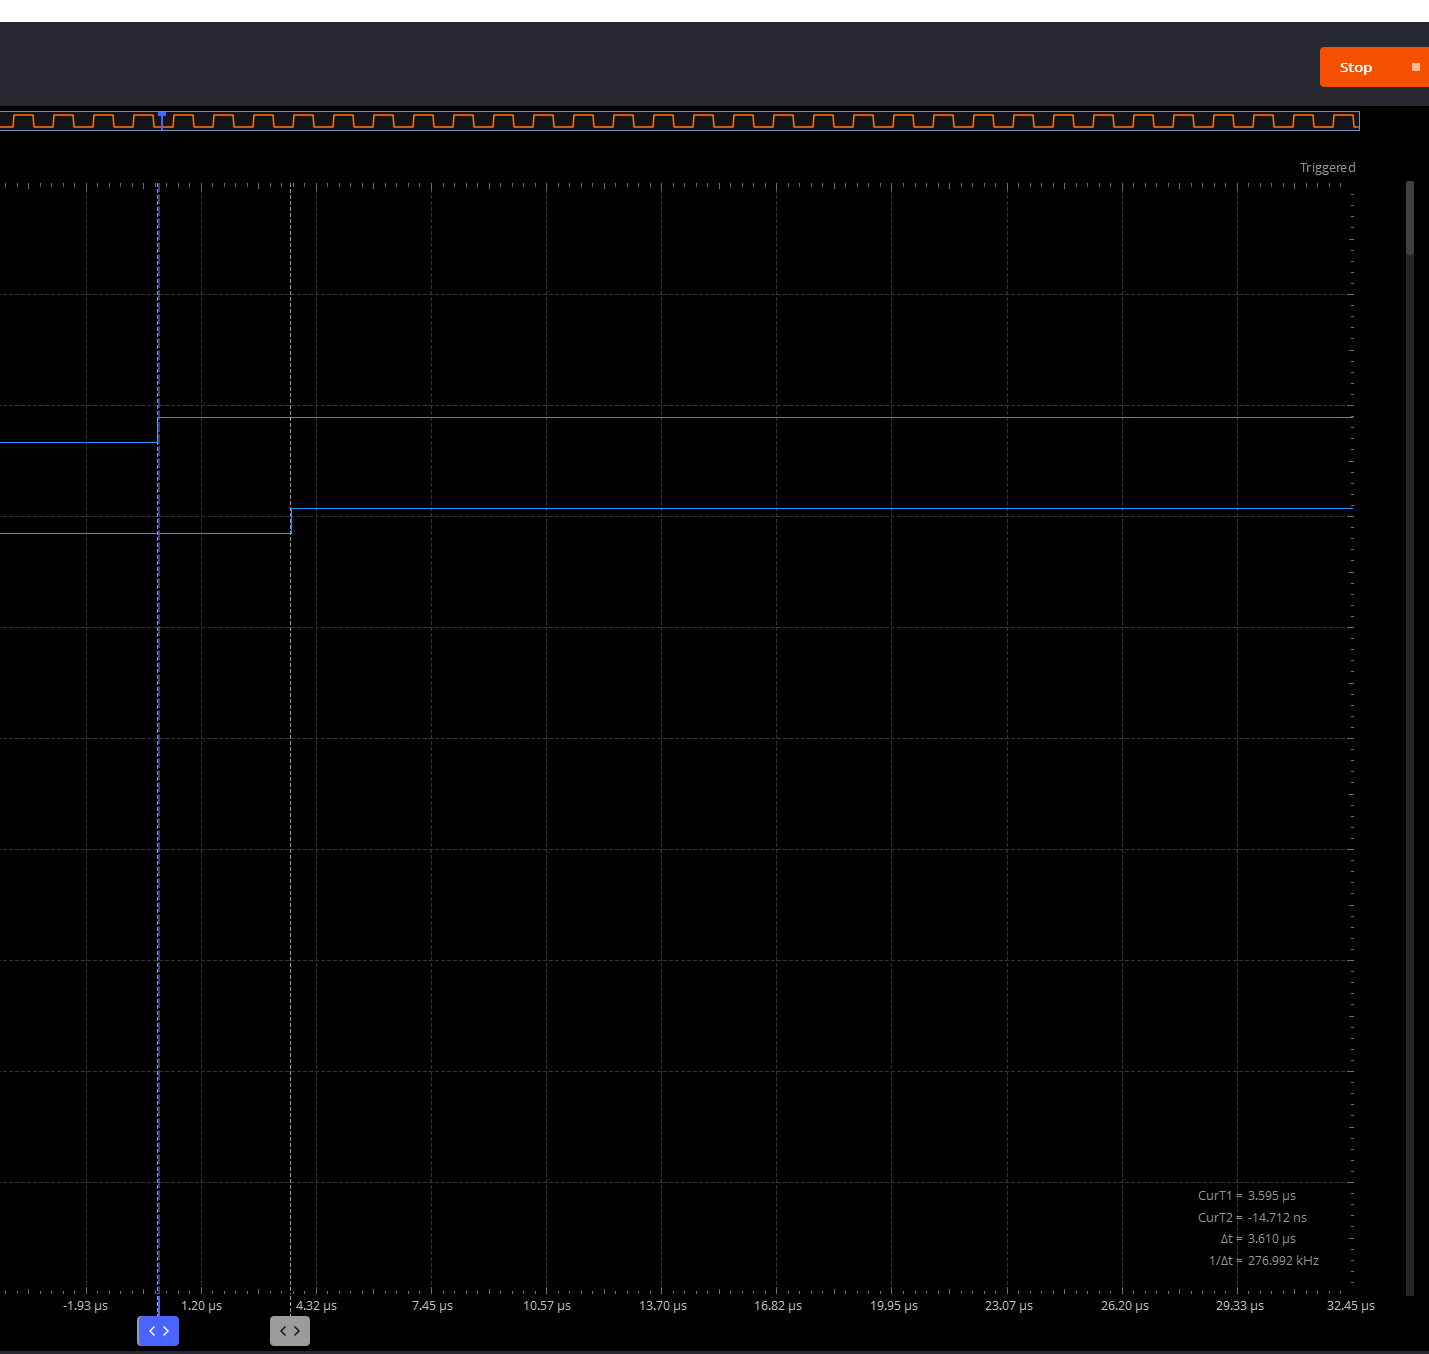 Stop
Triggered
CurT1 = 3.595 µs
CurT2 = -14.712 ns
Δt = 3.610 µs
1/Δt = 276.992 kHz
-1.93 µs 1.20 µs 4.32 µs 7.45 µs 10.57 µs 13.70 µs 16.82 µs 19.95 µs 23.07 µs 26.20 µs 29.33 µs 32.45 µs